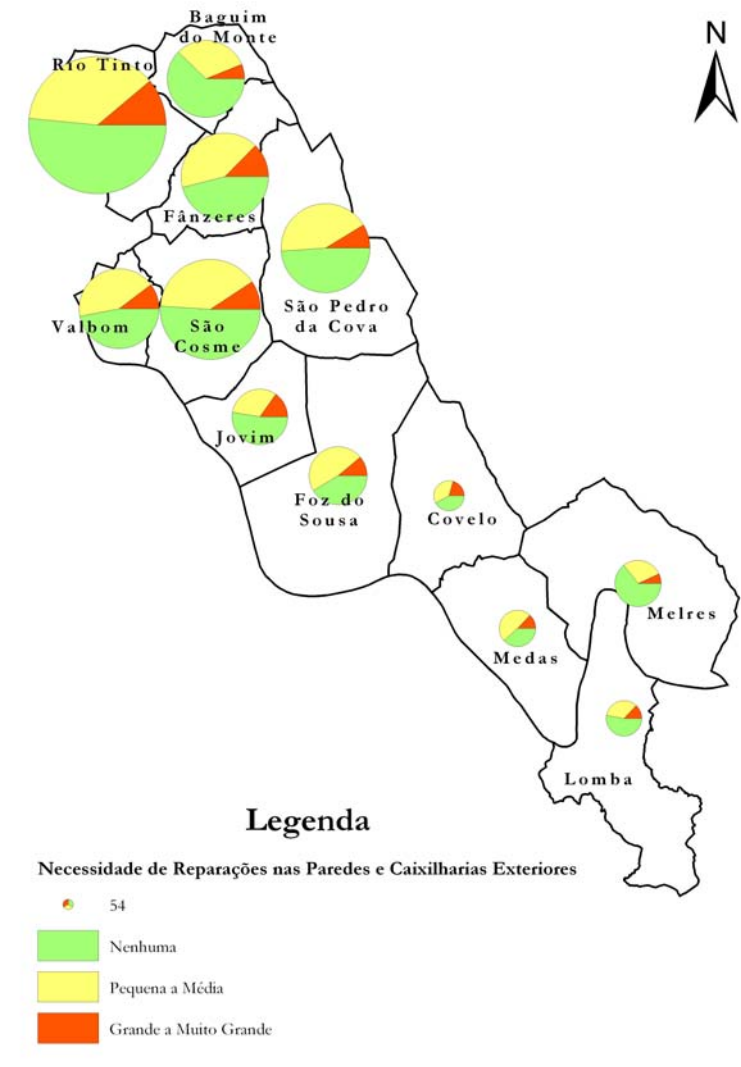 Baguim
do Monte
N
Rio Tinto
Fânzeres
São Pedro
da Cova
Valbom
São
Cosme
Jovim
Foz do
Sousa
Covelo
Melres
Medas
Lomba
Legenda
Necessidade de Reparações nas Paredes e Caixilharias Exteriores
54
Nenhuma
Pequena a Média
Grande a Muito Grande